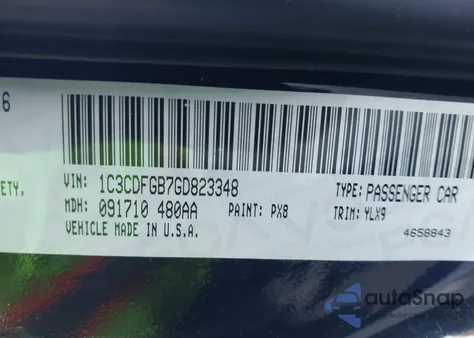 6
VIN: 1C3CDFGB7GD823348
TYPE: PASSENGER CAR
ETY.
MDH: 091710 480AA
PAINT: PX8
TRIM: YLX9
VEHICLE MADE IN U.S.A.
4658843
autoSnap